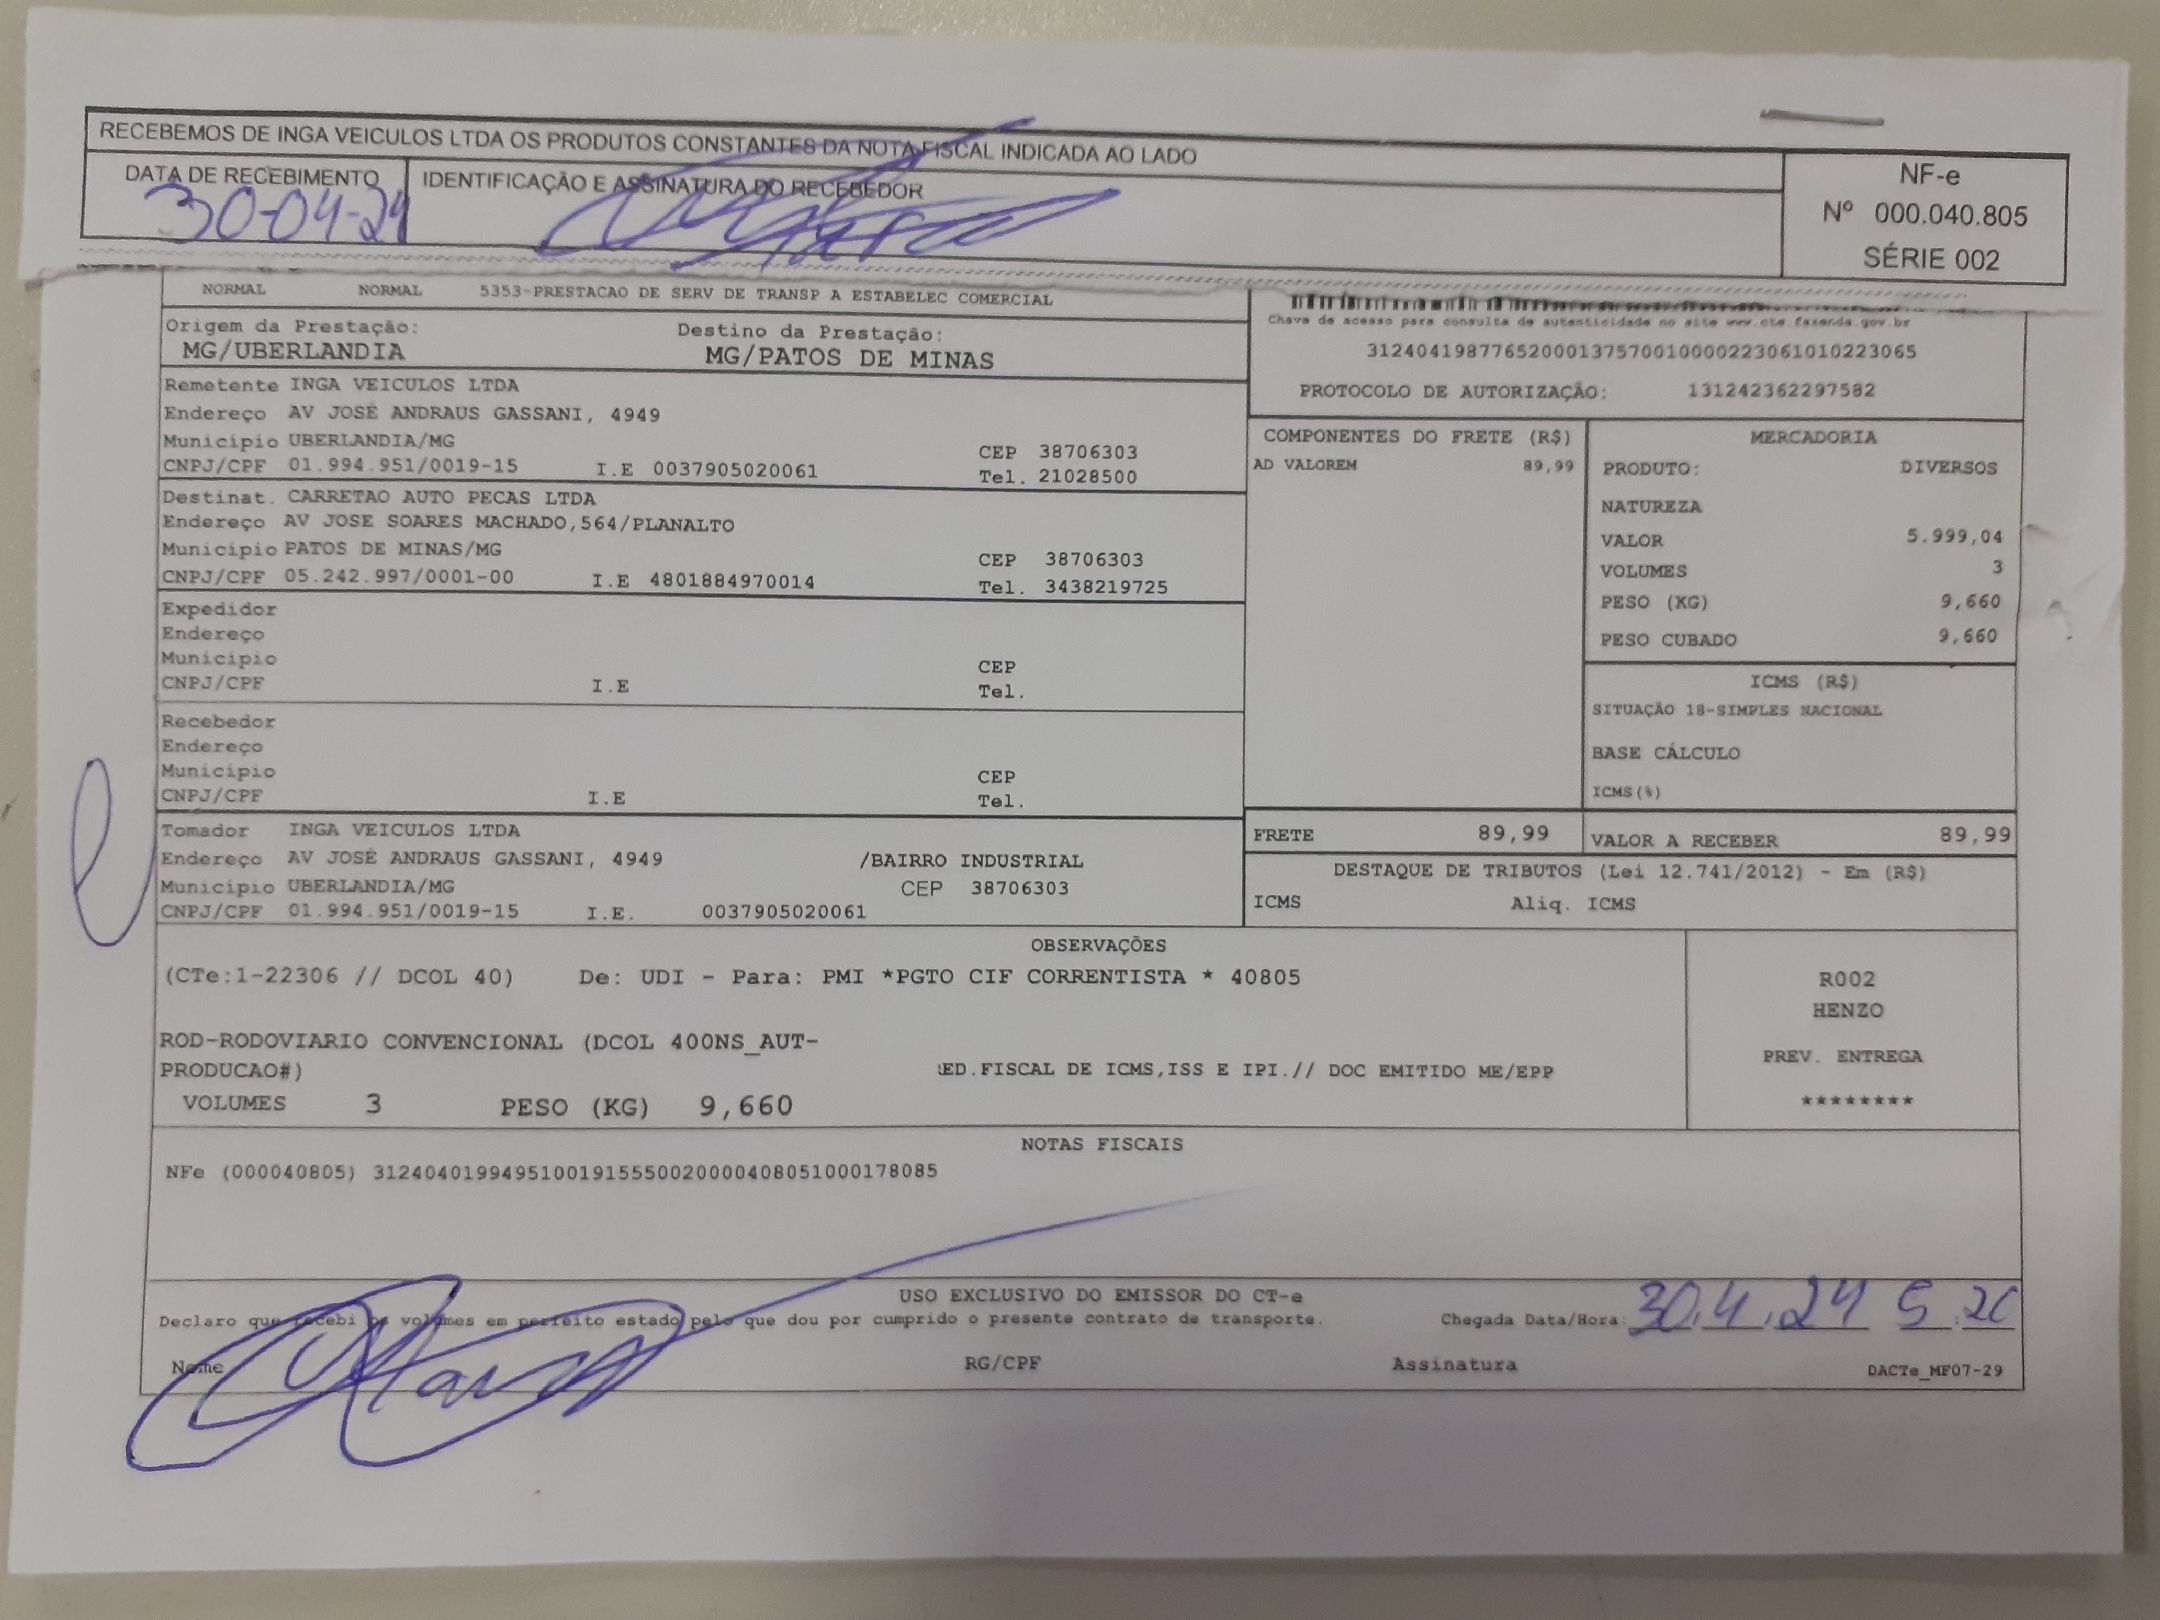 RECEBEMOS DE INGA VEICULOS LTDA OS PRODUTOS CONSTANTES DA NOTA FISCAL INDICADA AO LADO
DATA DE RECEBIMENTO
30-04-24
IDENTIFICAÇÃO E ASSINATURA DO RECEBEDOR
NF-e
Nº 000.040.805
SÉRIE 002
NORMAL NORMAL 5353-PRESTACAO DE SERV DE TRANSP A ESTABELEC COMERCIAL
Origem da Prestação: Destino da Prestação:
MG/UBERLANDIA MG/PATOS DE MINAS
Chave de acesso para consulta de autenticidade no site www.cte.fazenda.gov.br
31240419877652000137570010000223061010223065
PROTOCOLO DE AUTORIZAÇÃO: 131242362297582
Remetente INGA VEICULOS LTDA
Endereço AV JOSE ANDRAUS GASSANI, 4949
Município UBERLANDIA/MG CEP 38706303
CNPJ/CPF 01.994.951/0019-15 I.E 0037905020061 Tel. 21028500
Destinat. CARRETAO AUTO PECAS LTDA
Endereço AV JOSE SOARES MACHADO,564/PLANALTO
Município PATOS DE MINAS/MG CEP 38706303
CNPJ/CPF 05.242.997/0001-00 I.E 4801884970014 Tel. 3438219725
Expedidor
Endereço
Município CEP
CNPJ/CPF I.E Tel.
Recebedor
Endereço
Município CEP
CNPJ/CPF I.E Tel.
Tomador INGA VEICULOS LTDA
Endereço AV JOSE ANDRAUS GASSANI, 4949 /BAIRRO INDUSTRIAL
Município UBERLANDIA/MG CEP 38706303
CNPJ/CPF 01.994.951/0019-15 I.E. 0037905020061
COMPONENTES DO FRETE (R$)
AD VALOREM 89,99
MERCADORIA
PRODUTO: DIVERSOS
NATUREZA
VALOR 5.999,04
VOLUMES 3
PESO (KG) 9,660
PESO CUBADO 9,660
ICMS (R$)
SITUAÇÃO 18-SIMPLES NACIONAL
BASE CÁLCULO
ICMS(%)
FRETE 89,99 VALOR A RECEBER 89,99
DESTAQUE DE TRIBUTOS (Lei 12.741/2012) - Em (R$)
ICMS Aliq. ICMS
OBSERVAÇÕES
(CTe:1-22306 // DCOL 40) De: UDI - Para: PMI *PGTO CIF CORRENTISTA * 40805
ROD-RODOVIARIO CONVENCIONAL (DCOL 400NS_AUT-
PRODUCAO#) ED.FISCAL DE ICMS,ISS E IPI.// DOC EMITIDO ME/EPP
VOLUMES 3 PESO (KG) 9,660
R002
HENZO
PREV. ENTREGA
********
NOTAS FISCAIS
NFe (000040805) 31240401994951001915550020000408051000178085
USO EXCLUSIVO DO EMISSOR DO CT-e
Declaro que recebi os volumes em perfeito estado pelo que dou por cumprido o presente contrato de transporte. Chegada Data/Hora: 30.4.24 5:20
Nome RG/CPF Assinatura DACTe_MF07-29